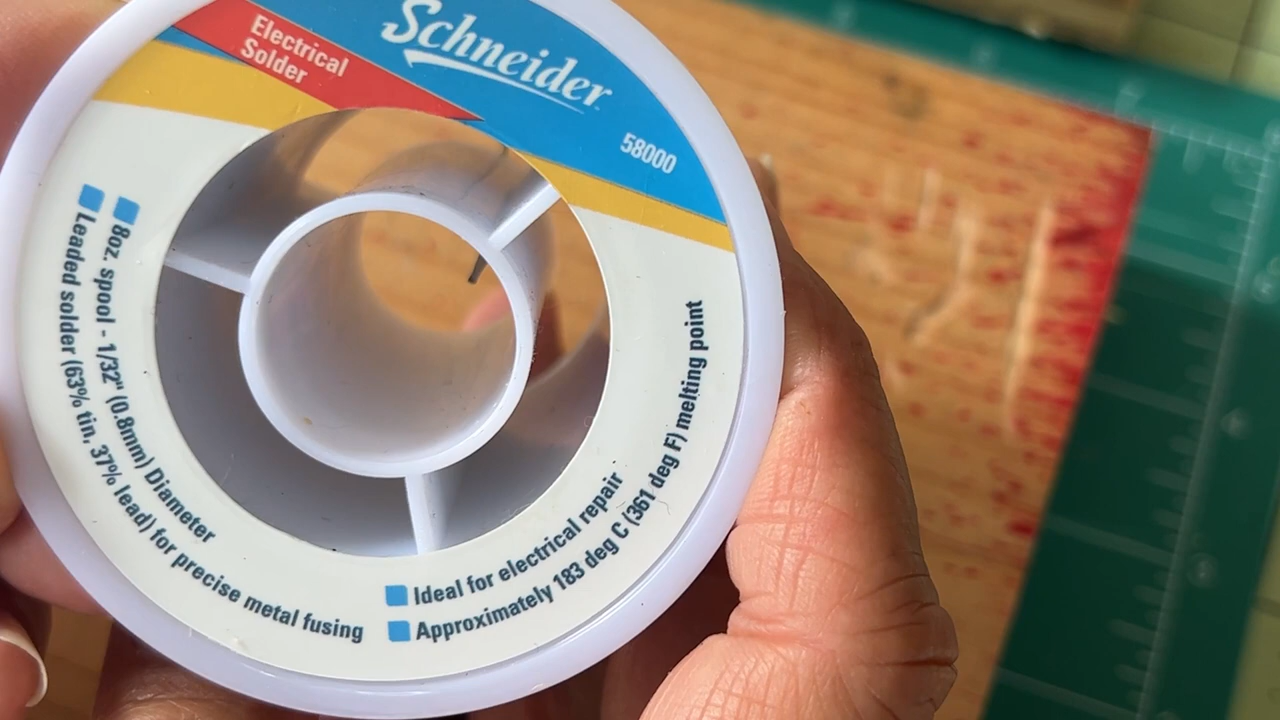 Electrical
Solder
Schneider
58000
8oz. spool - 1/32" (0.8mm) Diameter
Leaded solder (63% tin, 37% lead) for precise metal fusing
Ideal for electrical repair
Approximately 183 deg C (361 deg F) melting point